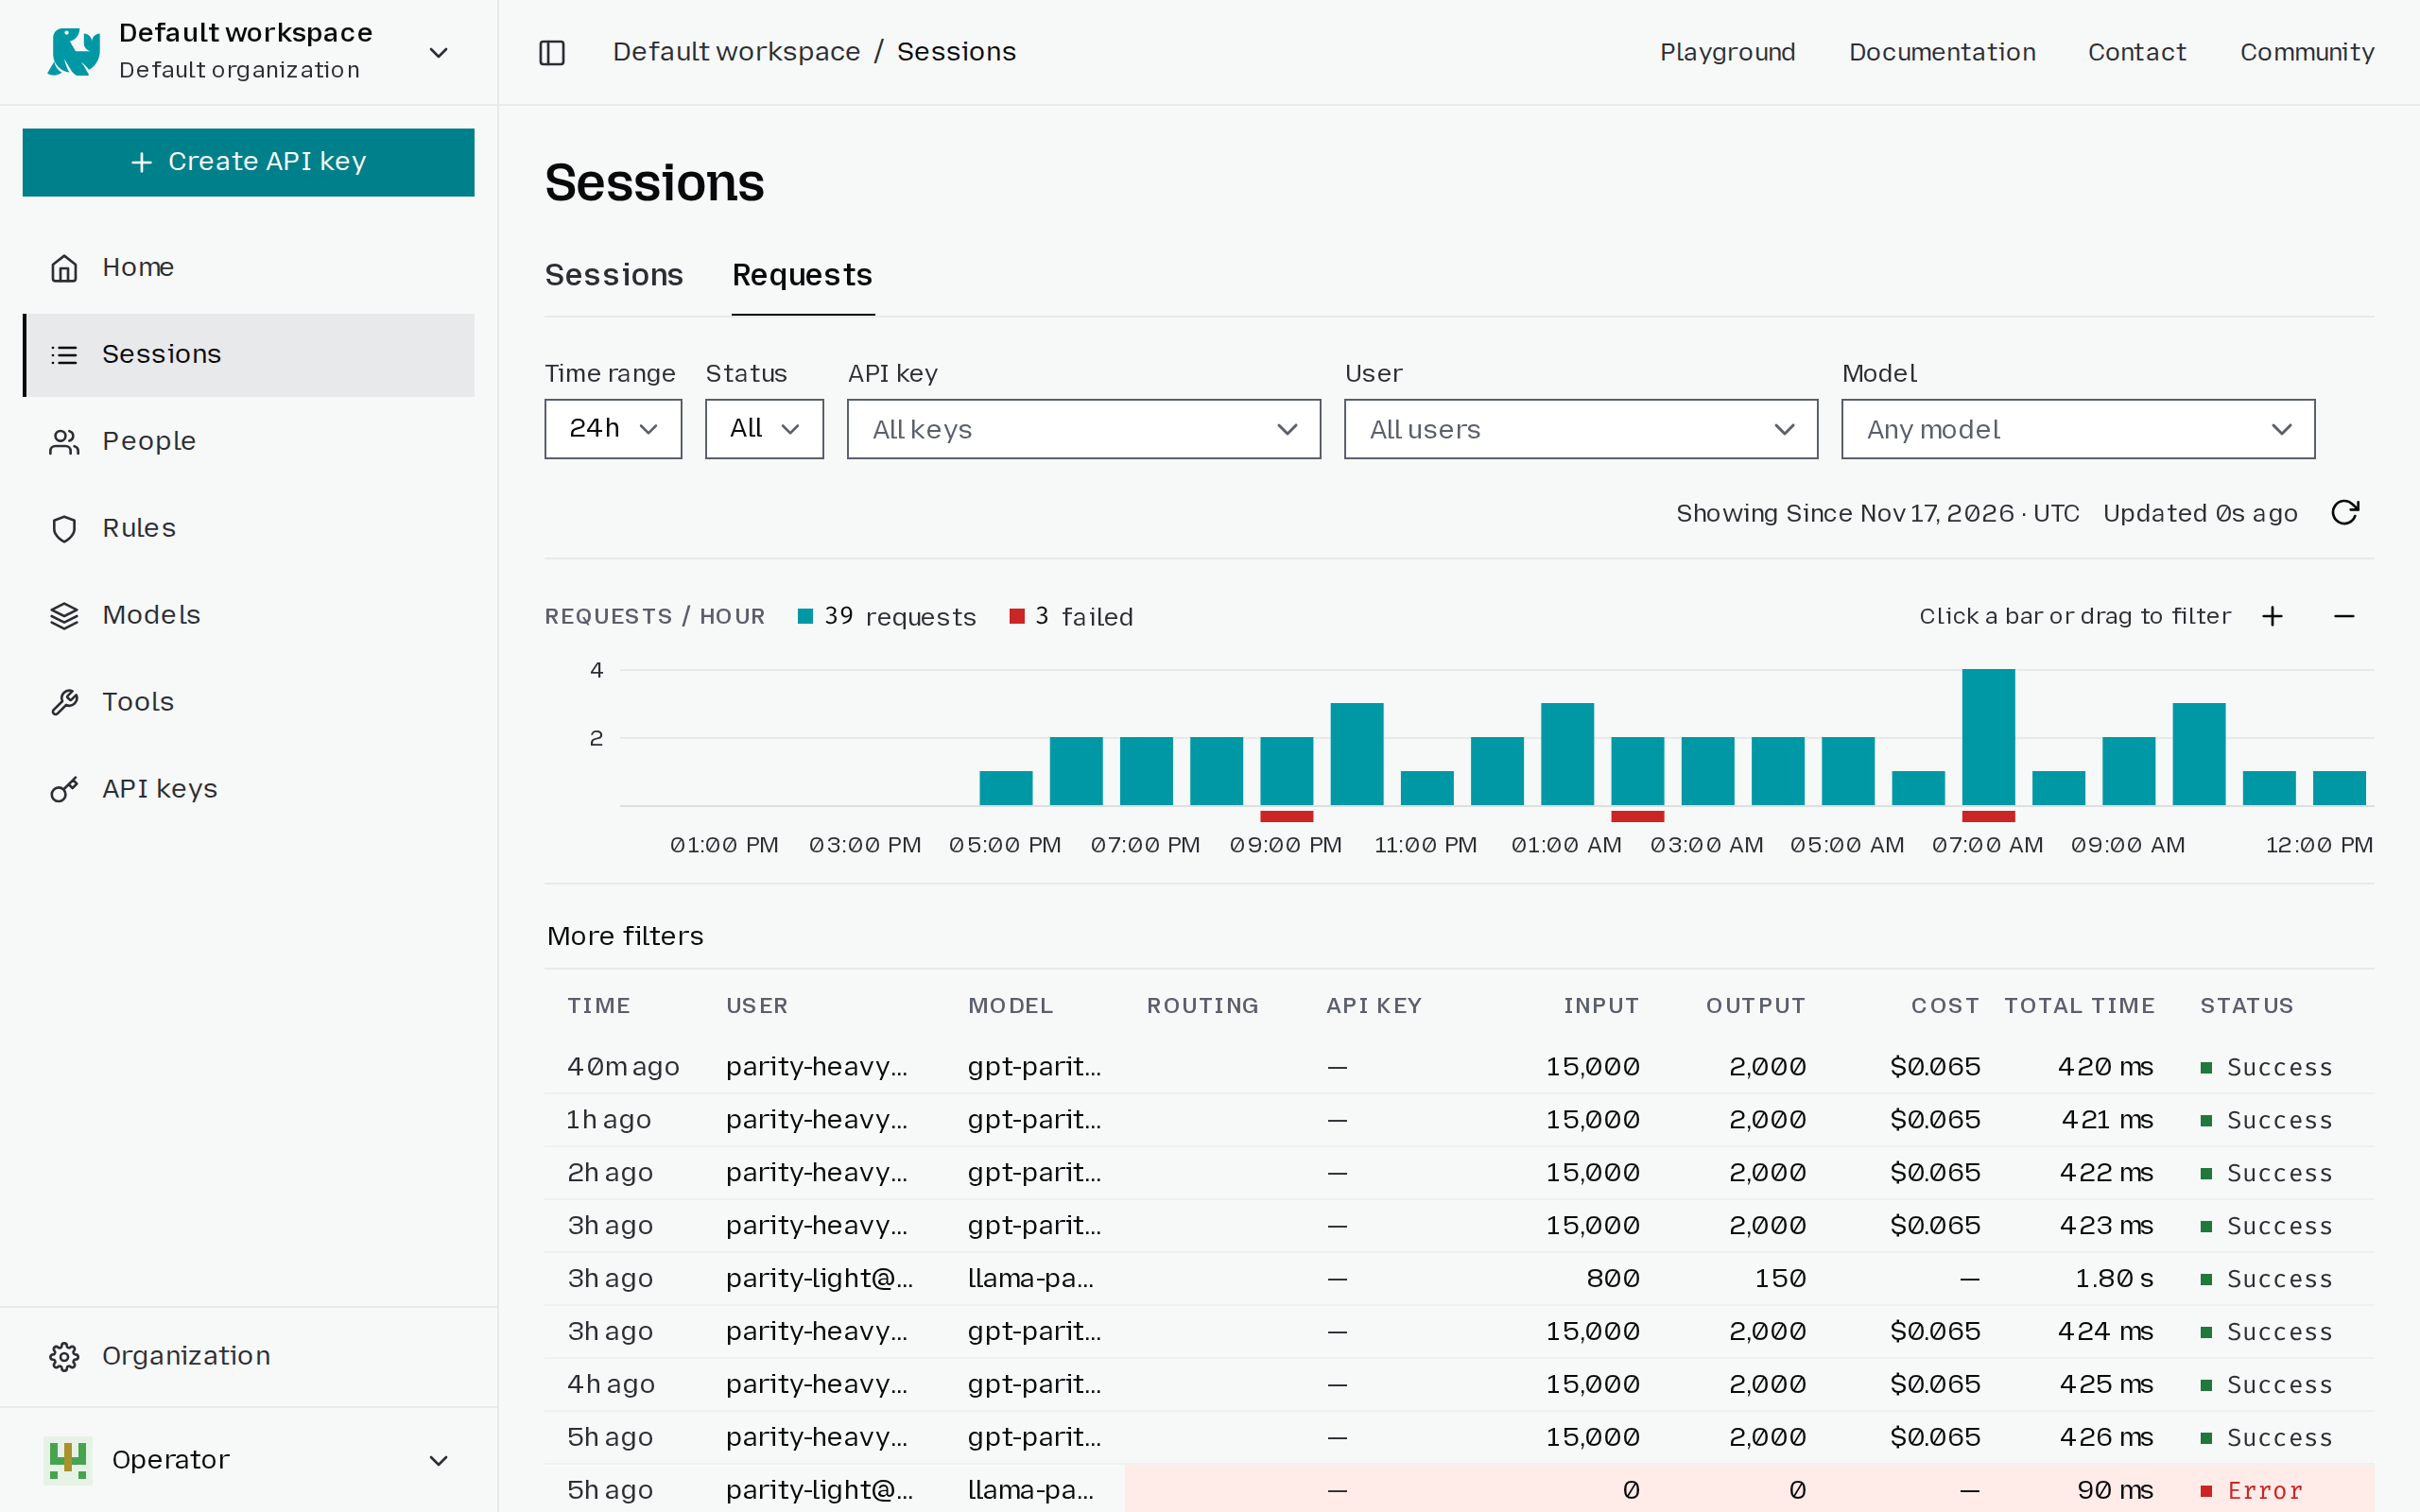 Default workspace
Default organization
Default workspace / Sessions
Playground Documentation Contact Community
Create API key
Home
Sessions
People
Rules
Models
Tools
API keys
Organization
Operator
Sessions
Sessions Requests
Time range Status API key User Model
24h All All keys All users Any model
Showing Since Nov 17, 2026 · UTC Updated 0s ago
REQUESTS / HOUR 39 requests 3 failed Click a bar or drag to filter
4
2
01:00 PM 03:00 PM 05:00 PM 07:00 PM 09:00 PM 11:00 PM 01:00 AM 03:00 AM 05:00 AM 07:00 AM 09:00 AM 12:00 PM
More filters
TIME USER MODEL ROUTING API KEY INPUT OUTPUT COST TOTAL TIME STATUS
40m ago parity-heavy... gpt-parit... — 15,000 2,000 $0.065 420 ms Success
1h ago parity-heavy... gpt-parit... — 15,000 2,000 $0.065 421 ms Success
2h ago parity-heavy... gpt-parit... — 15,000 2,000 $0.065 422 ms Success
3h ago parity-heavy... gpt-parit... — 15,000 2,000 $0.065 423 ms Success
3h ago parity-light@... llama-pa... — 800 150 — 1.80 s Success
3h ago parity-heavy... gpt-parit... — 15,000 2,000 $0.065 424 ms Success
4h ago parity-heavy... gpt-parit... — 15,000 2,000 $0.065 425 ms Success
5h ago parity-heavy... gpt-parit... — 15,000 2,000 $0.065 426 ms Success
5h ago parity-light@... llama-pa... — 0 0 — 90 ms Error